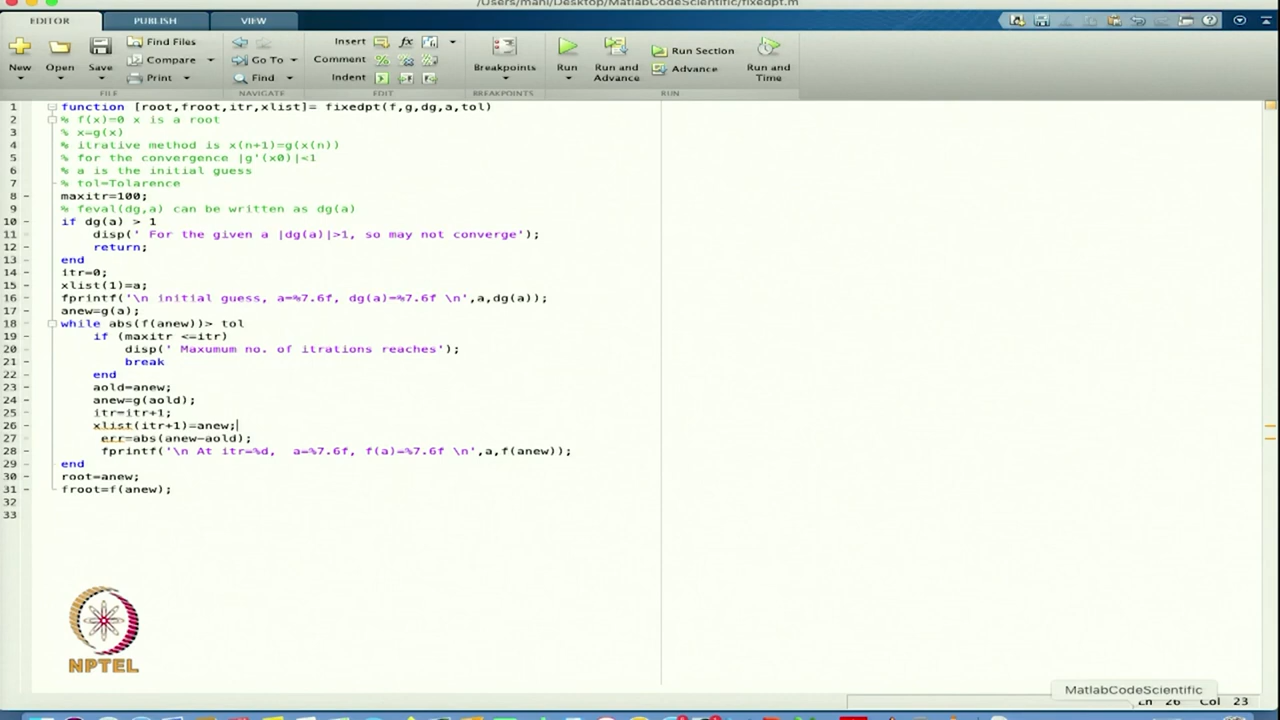 /Users/mani/Desktop/MatlabCodeScientific/fixedpt.m
EDITOR PUBLISH VIEW
New Open Save Find Files Compare Print FILE
Go To Find NAVIGATE
Insert fx Comment Indent EDIT
Breakpoints BREAKPOINTS
Run Run and Advance Run Section Advance Run and Time RUN
1 function [root,froot,itr,xlist]= fixedpt(f,g,dg,a,tol)
2 % f(x)=0 x is a root
3 % x=g(x)
4 % itrative method is x(n+1)=g(x(n))
5 % for the convergence |g'(x0)|<1
6 % a is the initial guess
7 % tol=Tolarence
8 - maxitr=100;
9 % feval(dg,a) can be written as dg(a)
10 - if dg(a) > 1
11 - disp(' For the given a |dg(a)|>1, so may not converge');
12 - return;
13 - end
14 - itr=0;
15 - xlist(1)=a;
16 - fprintf('\n initial guess, a=%7.6f, dg(a)=%7.6f \n',a,dg(a));
17 - anew=g(a);
18 - while abs(f(anew))> tol
19 - if (maxitr <=itr)
20 - disp(' Maxumum no. of itrations reaches');
21 - break
22 - end
23 - aold=anew;
24 - anew=g(aold);
25 - itr=itr+1;
26 - xlist(itr+1)=anew;
27 - err=abs(anew-aold);
28 - fprintf('\n At itr=%d,  a=%7.6f, f(a)=%7.6f \n',a,f(anew));
29 - end
30 - root=anew;
31 - froot=f(anew);
32
33
NPTEL
MatlabCodeScientific
Ln 26 Col 23